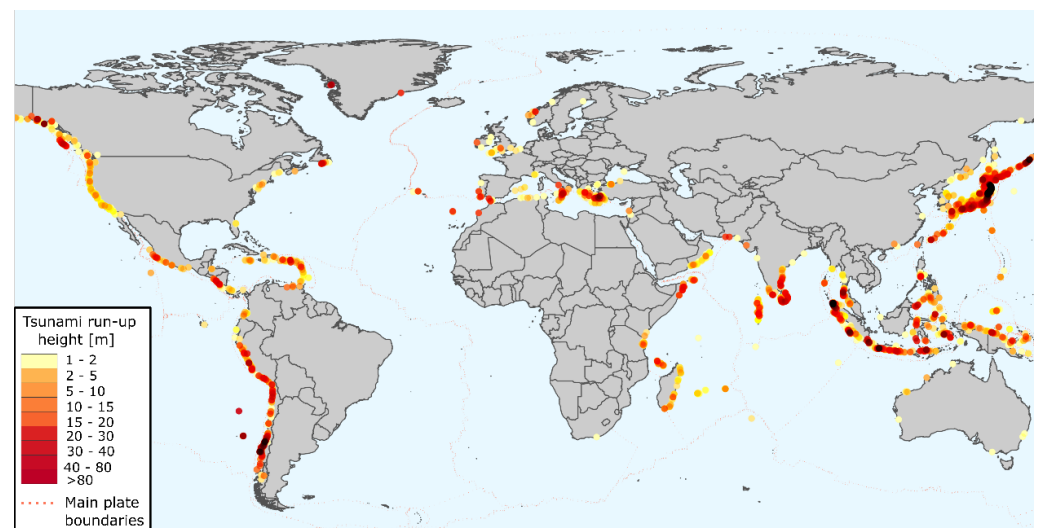 Tsunami run-up
height [m]
1 - 2
2 - 5
5 - 10
10 - 15
15 - 20
20 - 30
30 - 40
40 - 80
>80
Main plate
boundaries